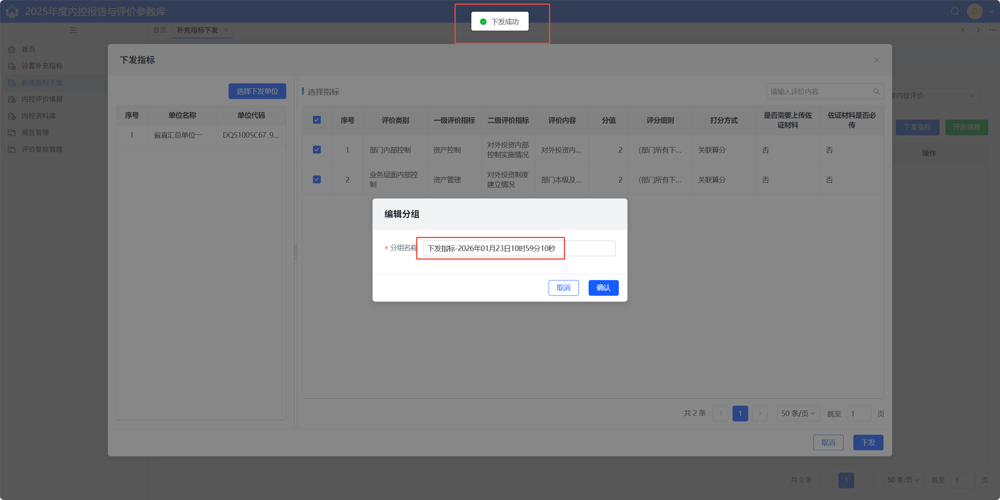 2025年度内控报告与评价参数库
D
下发成功
首页
补充指标下发
首页
设置补充指标
补充指标下发
内控评价填报
内控资料库
报告管理
评价复核管理
下发指标
选择下发单位
序号 单位名称 单位代码
1 省直汇总单位一 DQ5100SC67_9...
选择指标
请输入评价内容
度内控评价
下发指标 开启填报
操作
序号 评价类别 一级评价指标 二级评价指标 评价内容 分值 评分细则 打分方式 是否需要上传佐证材料 佐证材料是否必传
1 部门内部控制 资产控制 对外投资内部控制实施情况 对外投资内... 2 （部门所有下... 关联算分 否 否
2 业务层面内部控制 资产管理 对外投资制度建立情况 部门本级及... 2 （部门所有下... 关联算分 否 否
编辑分组
* 分组名称 下发指标-2026年01月23日10时59分10秒
取消 确认
共 2 条 1 50 条/页 跳至 1 页
取消 下发
共 0 条 1 50 条/页 跳至 1 页